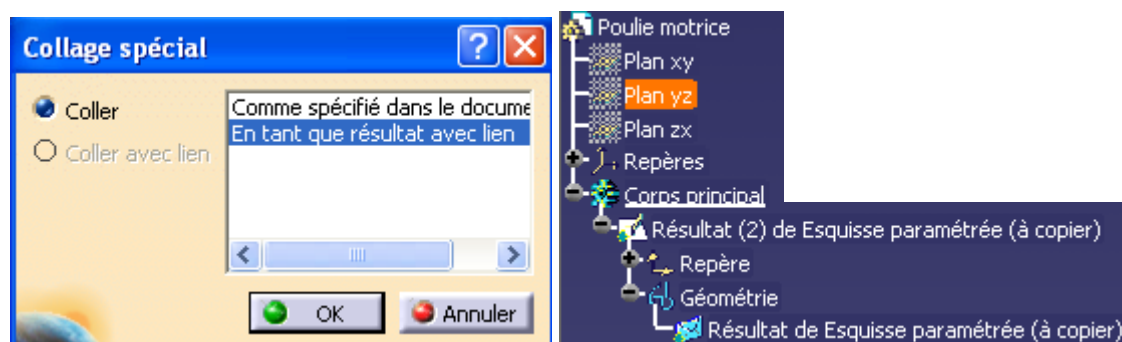 Collage spécial
Coller
Coller avec lien
Comme spécifié dans le docume
En tant que résultat avec lien
OK
Annuler
Poulie motrice
Plan xy
Plan yz
Plan zx
Repères
Corps principal
Résultat (2) de Esquisse paramétrée (à copier)
Repère
Géométrie
Résultat de Esquisse paramétrée (à copier)